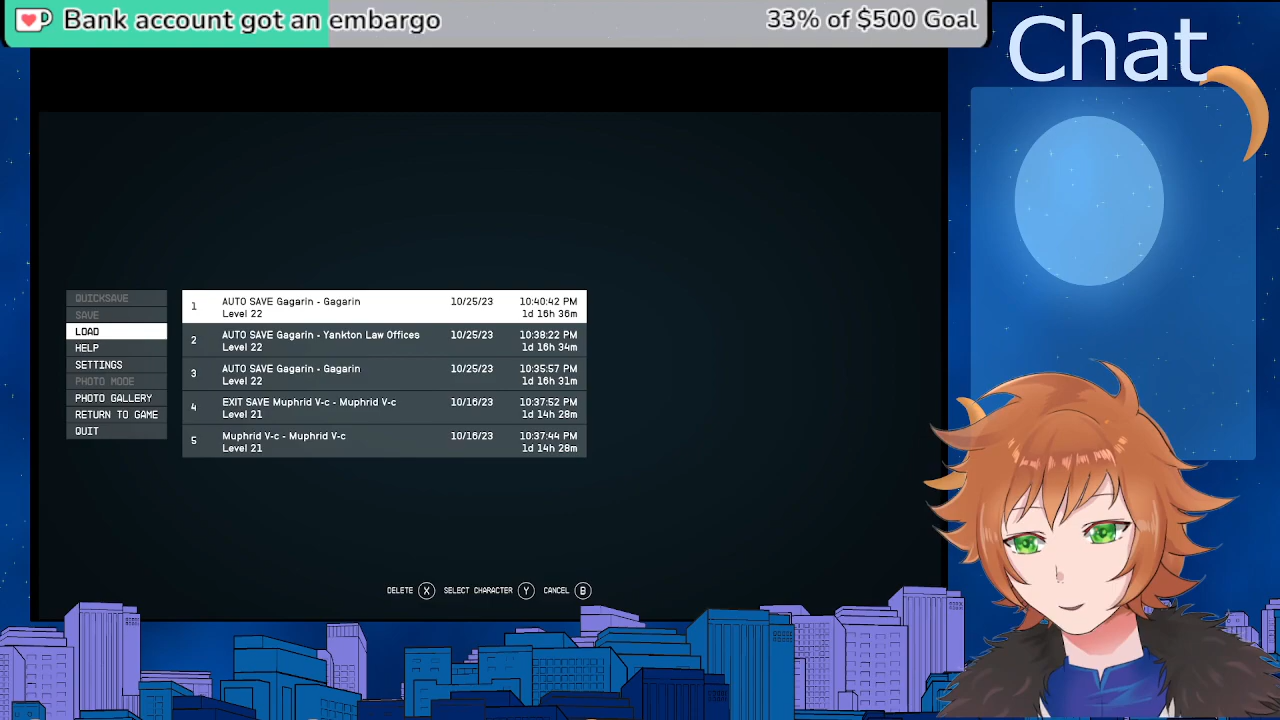 Bank account got an embargo
33% of $500 Goal
Chat
QUICKSAVE
SAVE
LOAD
HELP
SETTINGS
PHOTO MODE
PHOTO GALLERY
RETURN TO GAME
QUIT
1 AUTO SAVE Gagarin - Gagarin 10/25/23 10:40:42 PM
Level 22 1d 16h 36m
2 AUTO SAVE Gagarin - Yankton Law Offices 10/25/23 10:38:22 PM
Level 22 1d 16h 34m
3 AUTO SAVE Gagarin - Gagarin 10/25/23 10:35:57 PM
Level 22 1d 16h 31m
4 EXIT SAVE Muphrid V-c - Muphrid V-c 10/16/23 10:37:52 PM
Level 21 1d 14h 28m
5 Muphrid V-c - Muphrid V-c 10/16/23 10:37:44 PM
Level 21 1d 14h 28m
DELETE X SELECT CHARACTER Y CANCEL B